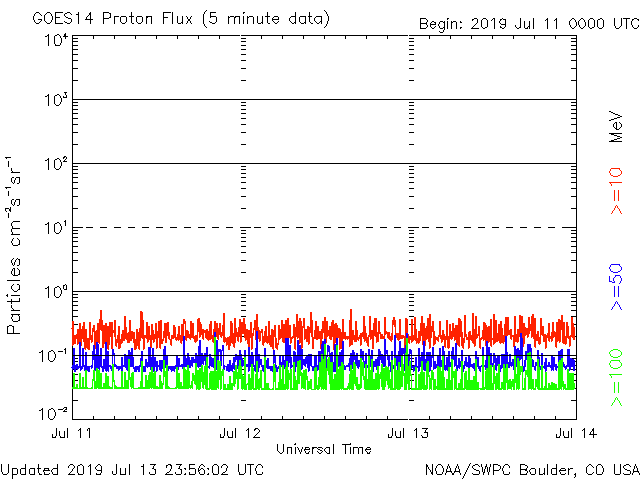 GOES14 Proton Flux (5 minute data)
Begin: 2019 Jul 11 0000 UTC
10⁴
10³
10²
10¹
10⁰
10⁻¹
10⁻²
Particles cm⁻²s⁻¹sr⁻¹
MeV
>=10
>=50
>=100
Jul 11
Jul 12
Jul 13
Jul 14
Universal Time
Updated 2019 Jul 13 23:56:02 UTC
NOAA/SWPC Boulder, CO USA